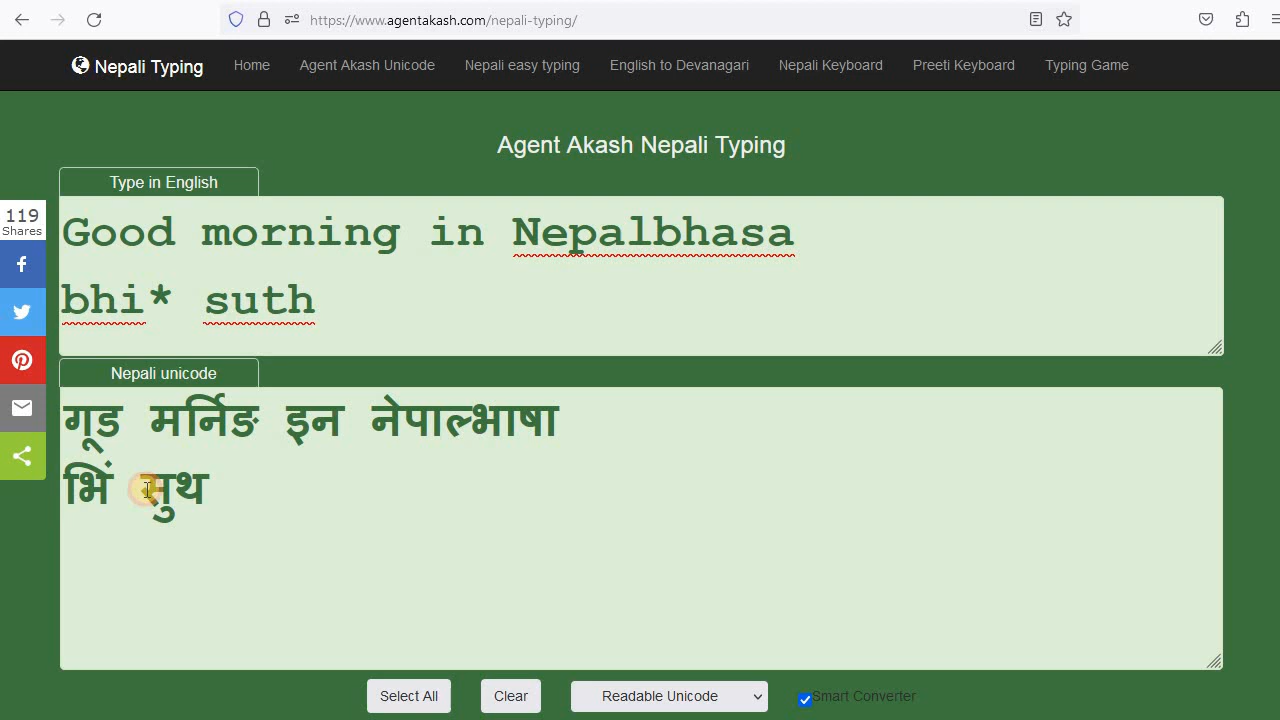 https://www.agentakash.com/nepali-typing/
Nepali Typing Home Agent Akash Unicode Nepali easy typing English to Devanagari Nepali Keyboard Preeti Keyboard Typing Game
Agent Akash Nepali Typing
Type in English
119
Shares
Good morning in Nepalbhasa
bhi* suth
Nepali unicode
गूड मर्निङ इन नेपाल्भाषा
भिं सुथ
Select All Clear Readable Unicode Smart Converter